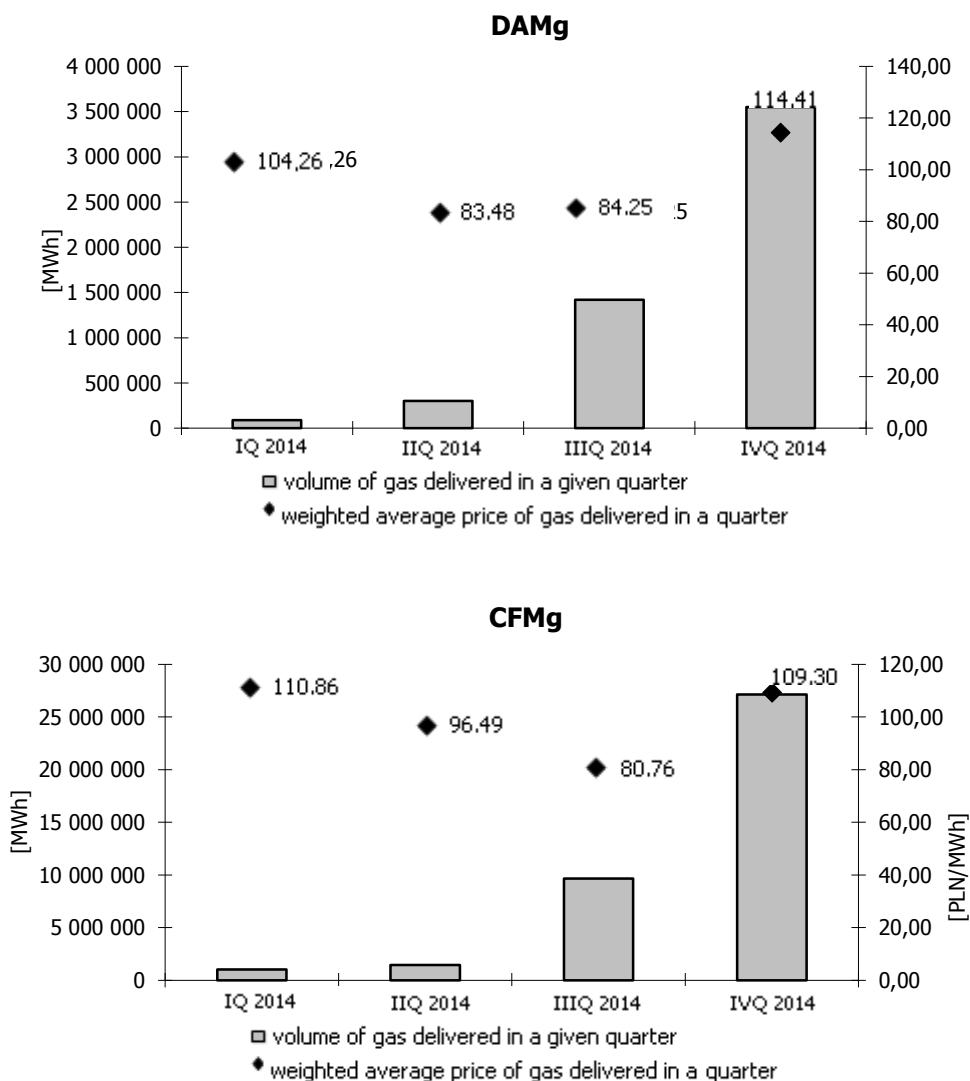 DAMg
4 000 000
3 500 000
3 000 000
2 500 000
2 000 000
1 500 000
1 000 000
500 000
0
[MWh]
140,00
120,00
100,00
80,00
60,00
40,00
20,00
0,00
104,26 ,26
83.48
84.25 25
114.41
IQ 2014 IIQ 2014 IIIQ 2014 IVQ 2014
volume of gas delivered in a given quarter
weighted average price of gas delivered in a quarter
CFMg
30 000 000
25 000 000
20 000 000
15 000 000
10 000 000
5 000 000
0
[MWh]
120,00
100,00
80,00
60,00
40,00
20,00
0,00
[PLN/MWh]
110.86
96.49
80.76
109.30
IQ 2014 IIQ 2014 IIIQ 2014 IVQ 2014
volume of gas delivered in a given quarter
weighted average price of gas delivered in a quarter